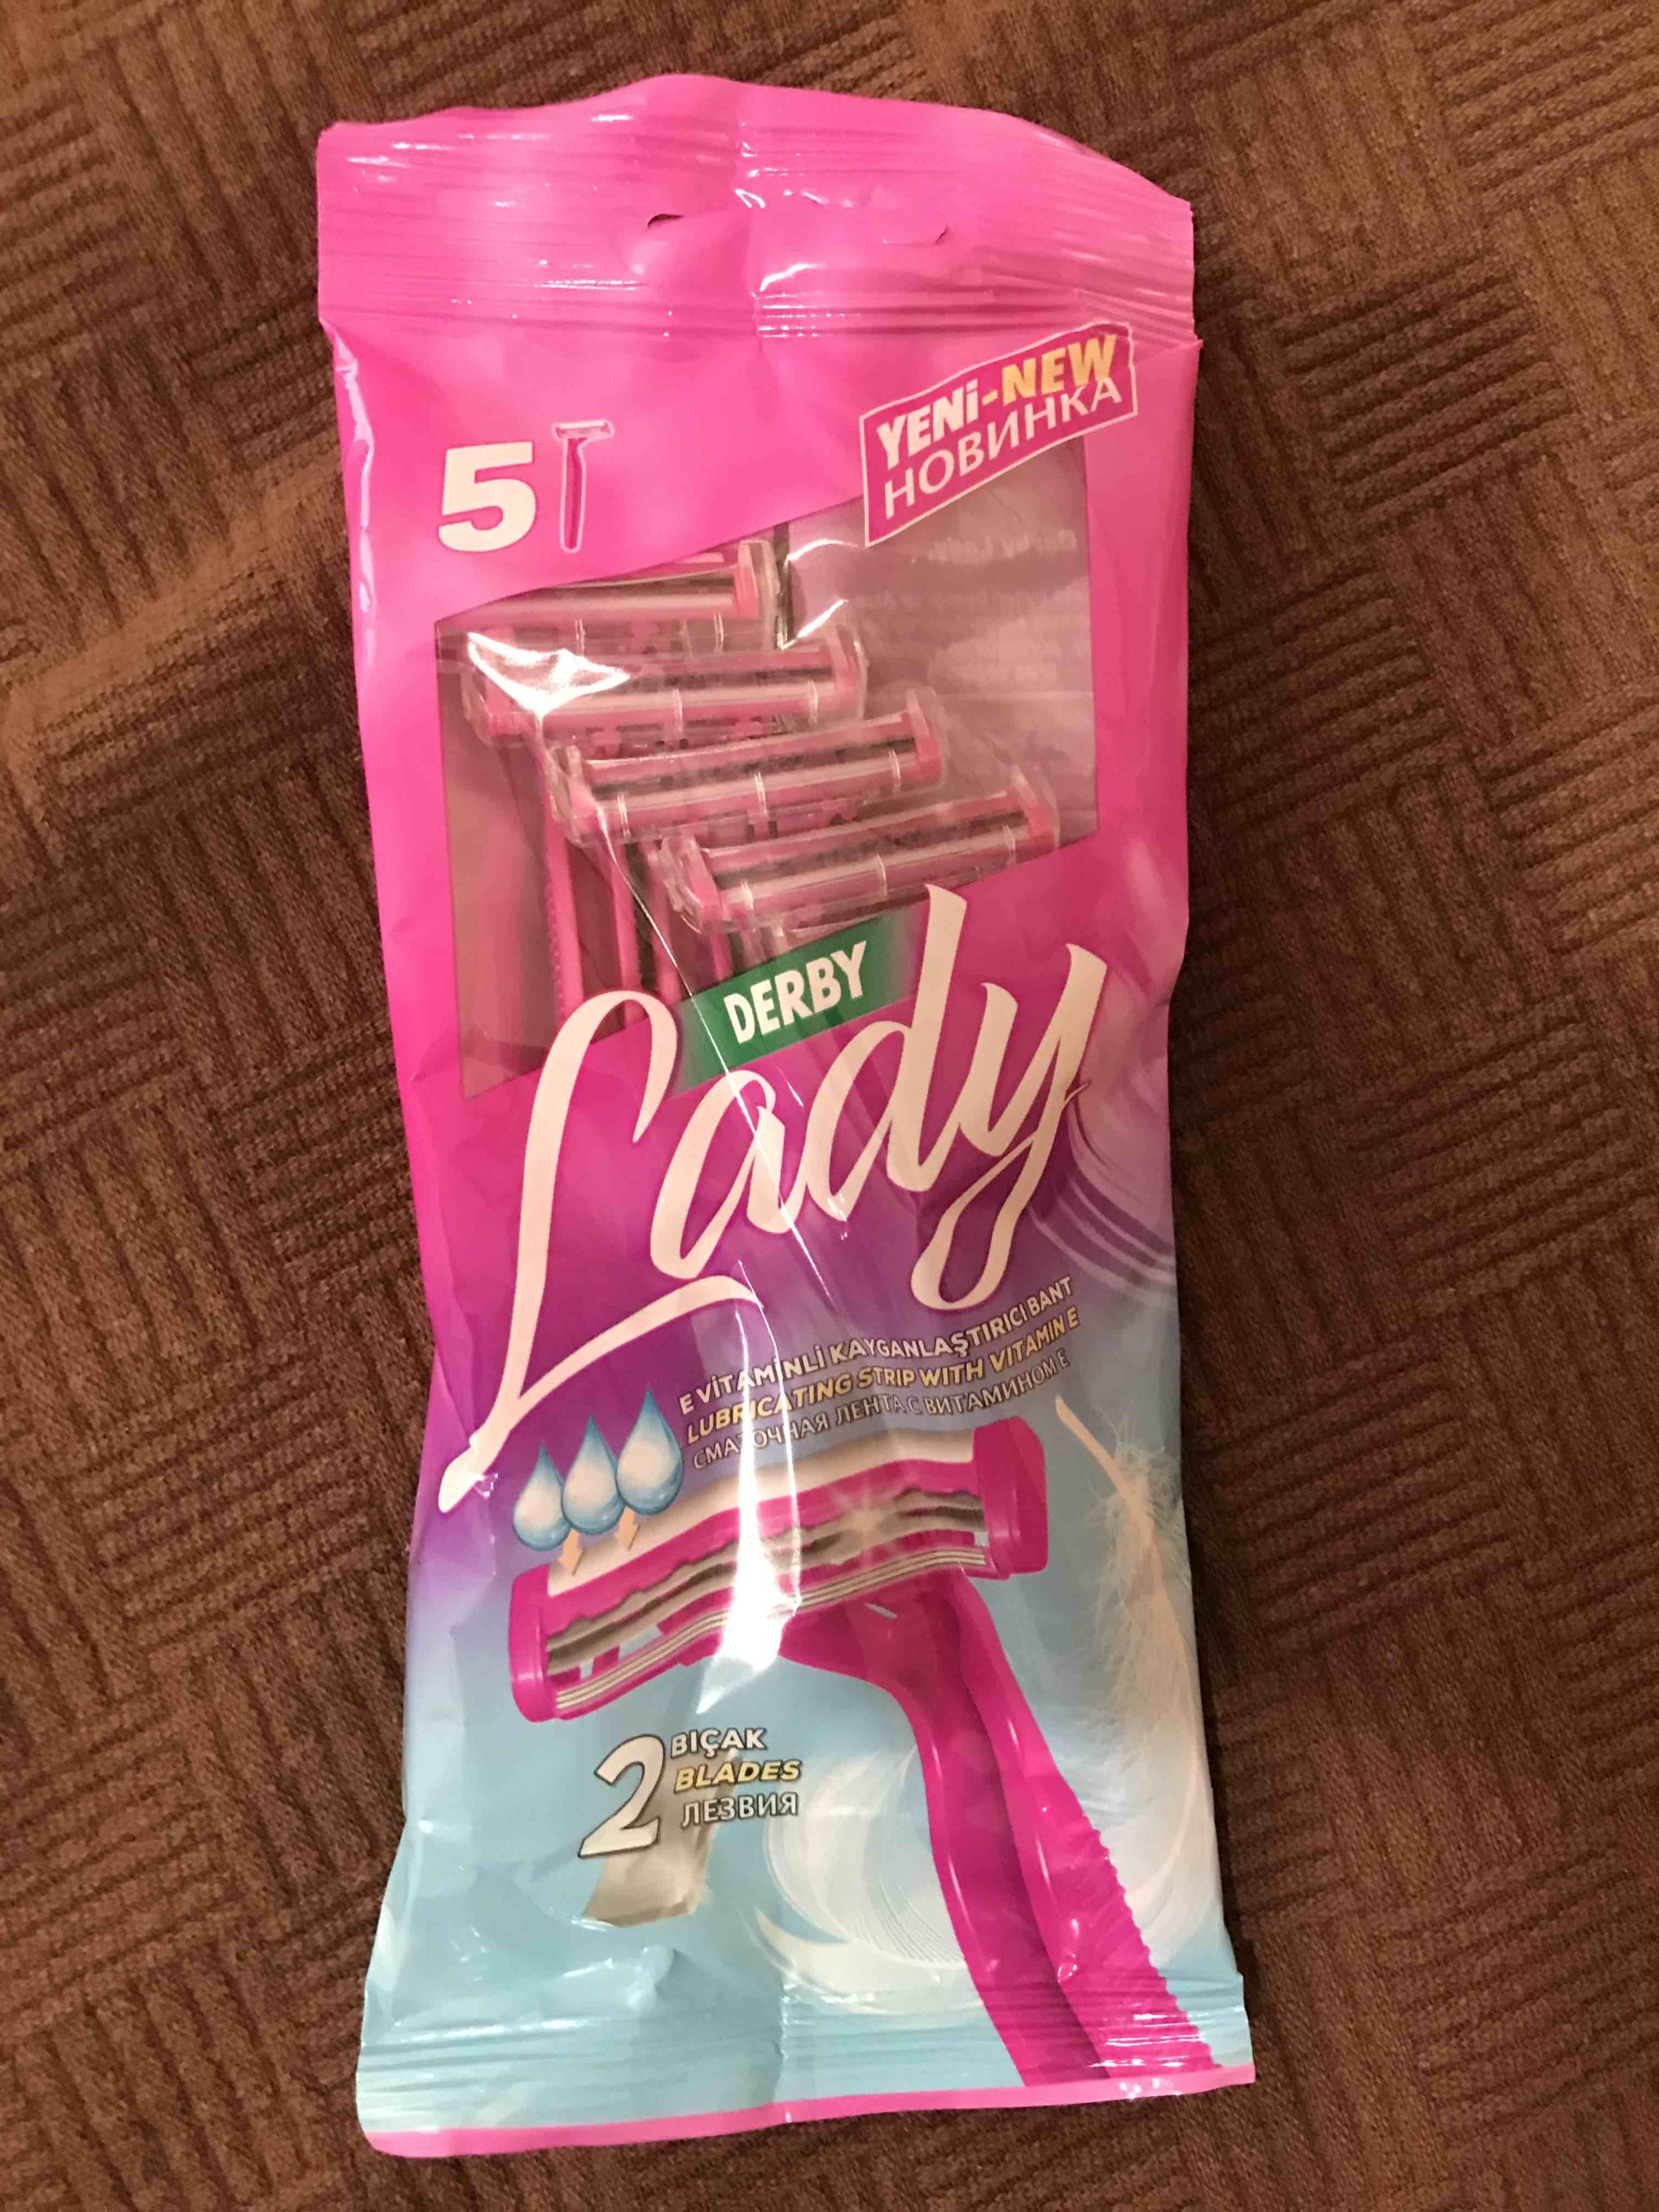 5
YENİ-NEW
НОВИНКА
DERBY
Lady
E VİTAMİNLİ KAYGANLAŞTIRICI BANT
LUBRICATING STRIP WITH VITAMIN E
СМАЗОЧНАЯ ЛЕНТА С ВИТАМИНОМ E
2 BIÇAK
BLADES
ЛЕЗВИЯ